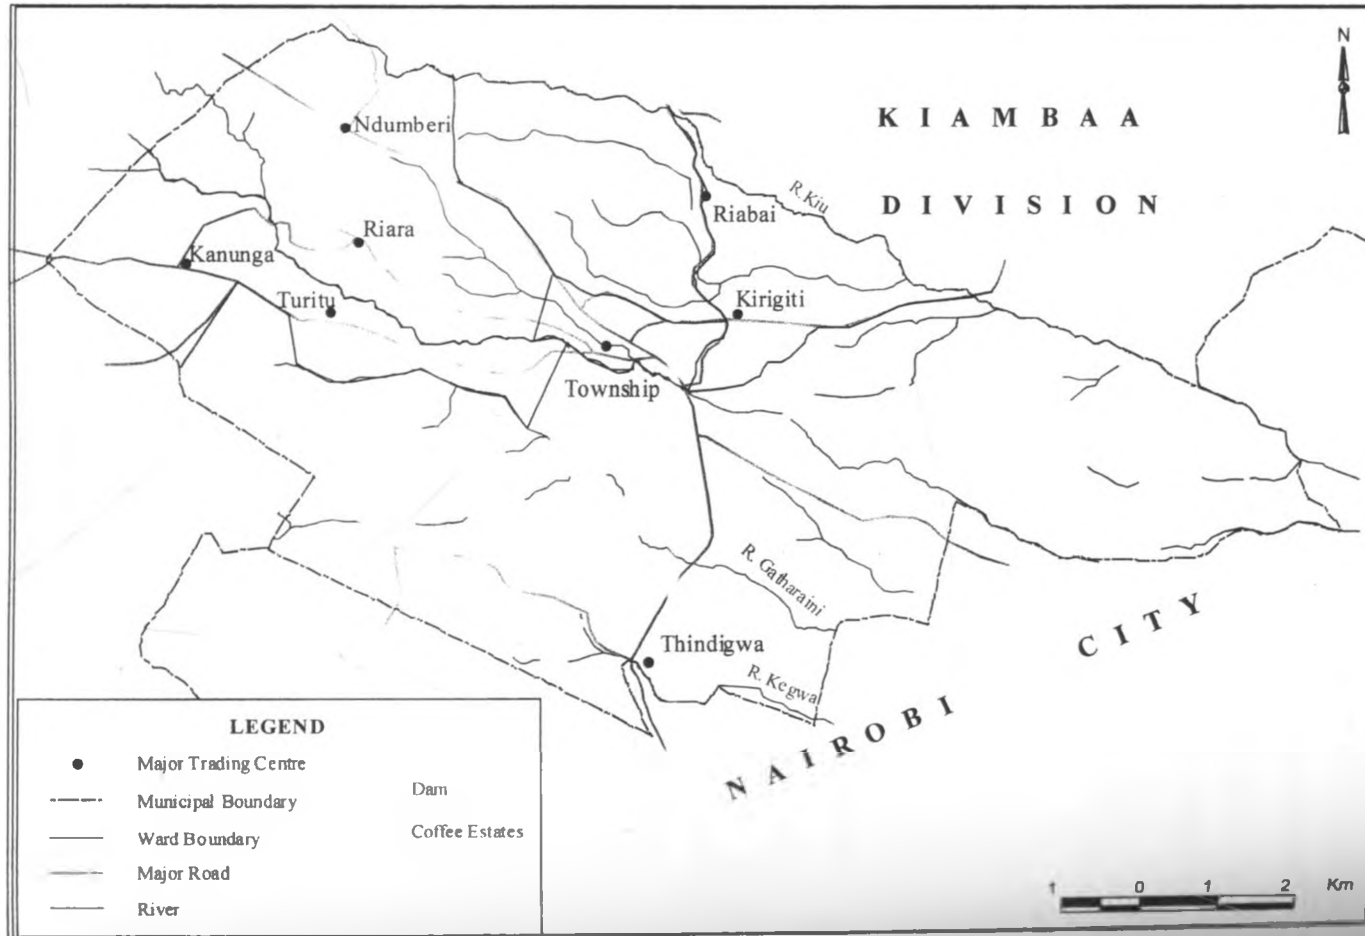 N
KIAMBAA
DIVISION
Ndumberi
R. Kiu
Riabai
Riara
Kanunga
Turitu
Kirigiti
Township
R. Gatharaini
CITY
Thindigwa
R. Kegwa
NAIROBI
LEGEND
Major Trading Centre
Municipal Boundary
Ward Boundary
Major Road
River
Dam
Coffee Estates
1 0 1 2 Km